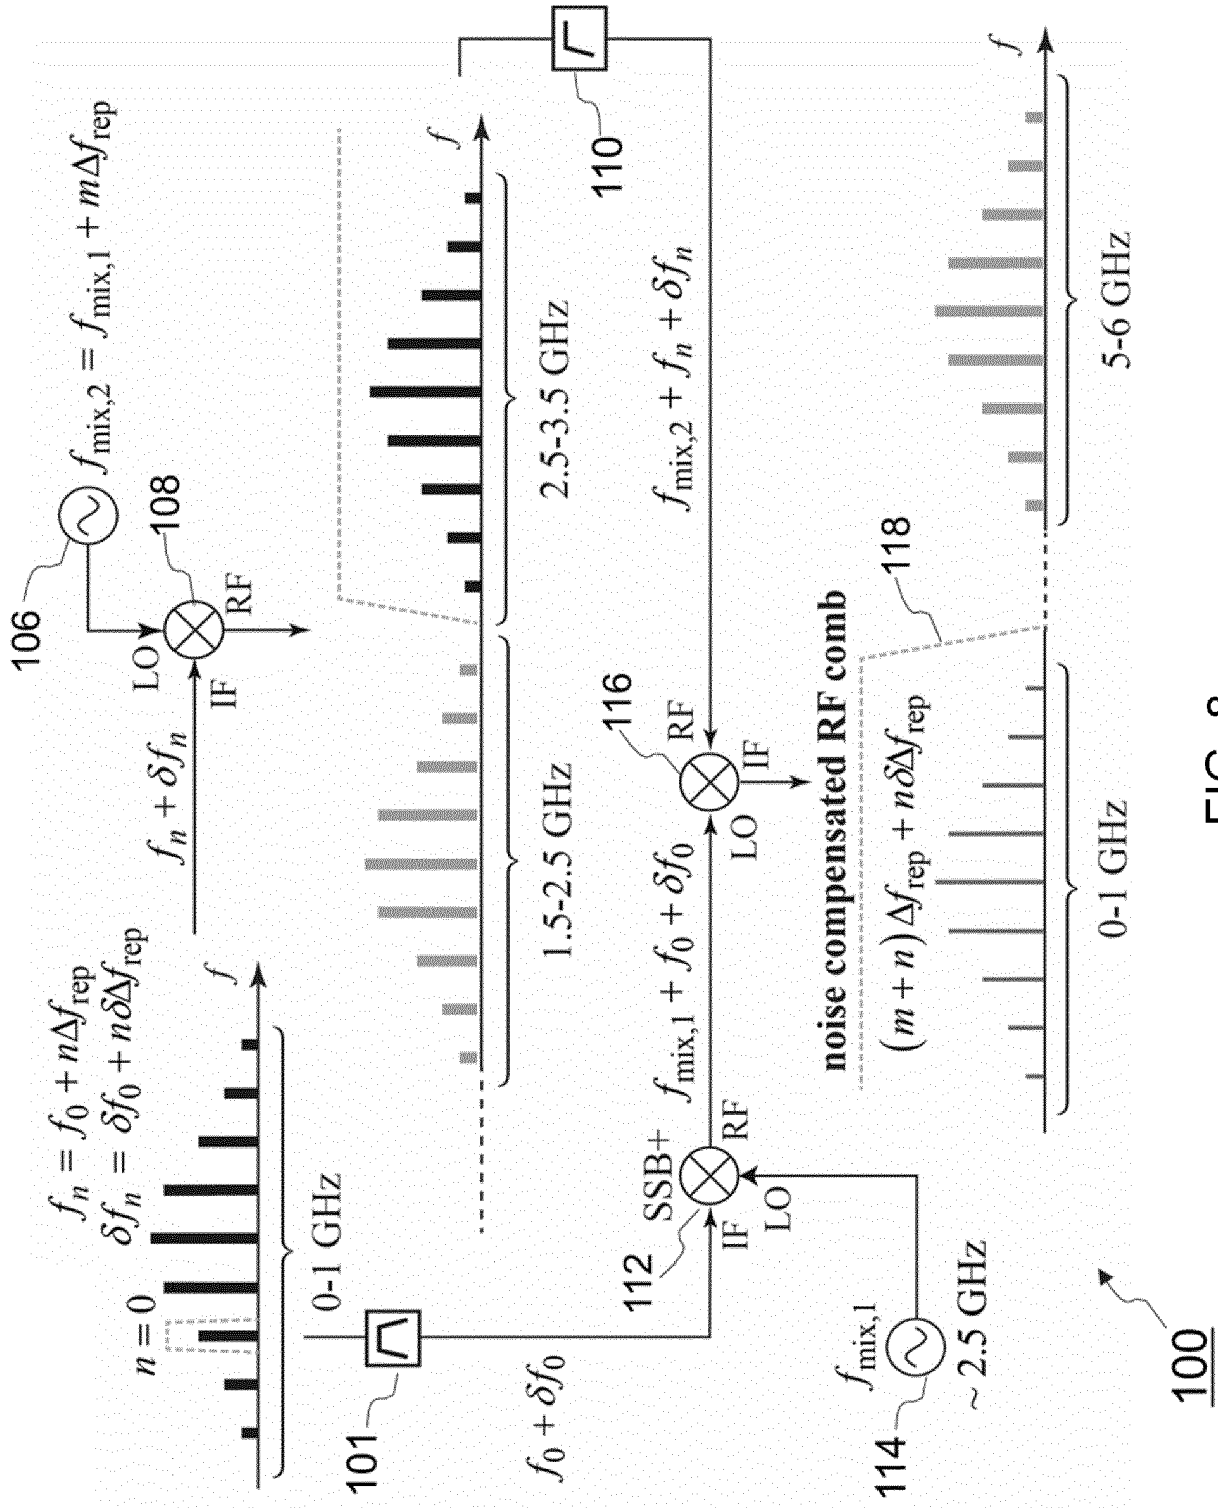 f_n = f_0 + nΔf_rep
δf_n = δf_0 + nδΔf_rep
n = 0
f
0-1 GHz
101
f_0 + δf_0
f_n + δf_n
106
f_mix,2 = f_mix,1 + mΔf_rep
LO
108
IF
RF
f
1.5-2.5 GHz
2.5-3.5 GHz
110
SSB+
112
IF
RF
LO
f_mix,1 + f_0 + δf_0
116
RF
LO
IF
f_mix,2 + f_n + δf_n
f_mix,1
114
~ 2.5 GHz
noise compensated RF comb
(m + n)Δf_rep + nδΔf_rep
118
f
0-1 GHz
5-6 GHz
100